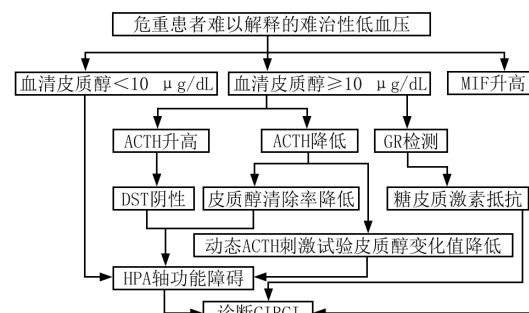 危重患者难以解释的难治性低血压
血清皮质醇<10 μg/dL
血清皮质醇≥10 μg/dL
MIF升高
ACTH升高
ACTH降低
GR检测
DST阴性
皮质醇清除率降低
糖皮质激素抵抗
动态ACTH刺激试验皮质醇变化值降低
HPA轴功能障碍
诊断CIRCI